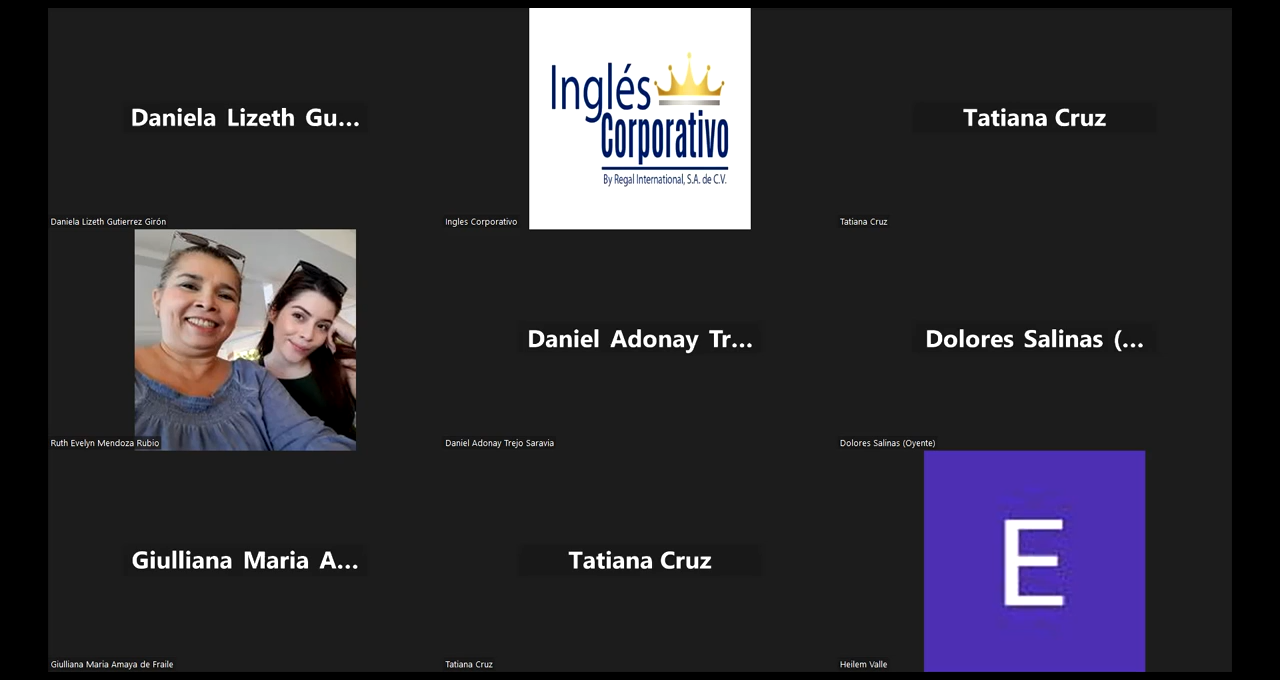 Daniela Lizeth Gu...
Daniela Lizeth Gutierrez Girón
Inglés
Corporativo
By Regal International, S.A. de C.V.
Ingles Corporativo
Tatiana Cruz
Tatiana Cruz
Ruth Evelyn Mendoza Rubio
Daniel Adonay Tr...
Daniel Adonay Trejo Saravia
Dolores Salinas (...
Dolores Salinas (Oyente)
Giulliana Maria A...
Giulliana Maria Amaya de Fraile
Tatiana Cruz
Tatiana Cruz
E
Heilem Valle